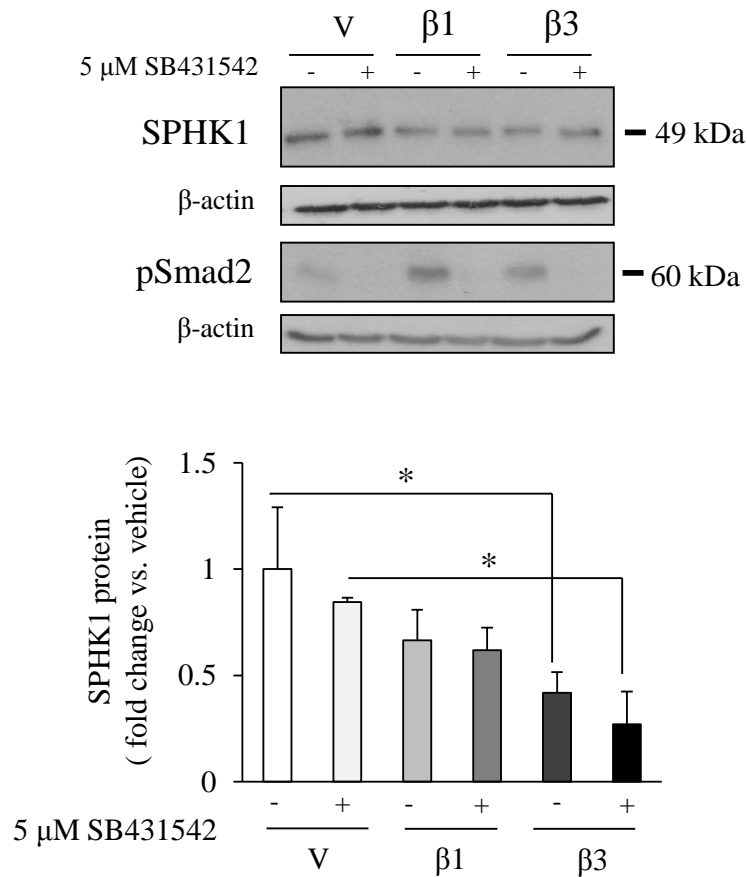 V β1 β3
5 μM SB431542 - + - + - +
SPHK1 49 kDa
β-actin
pSmad2 60 kDa
β-actin
SPHK1 protein
( fold change vs. vehicle)
1.5
*
1
*
0.5
0
5 μM SB431542 - + - + - +
V β1 β3